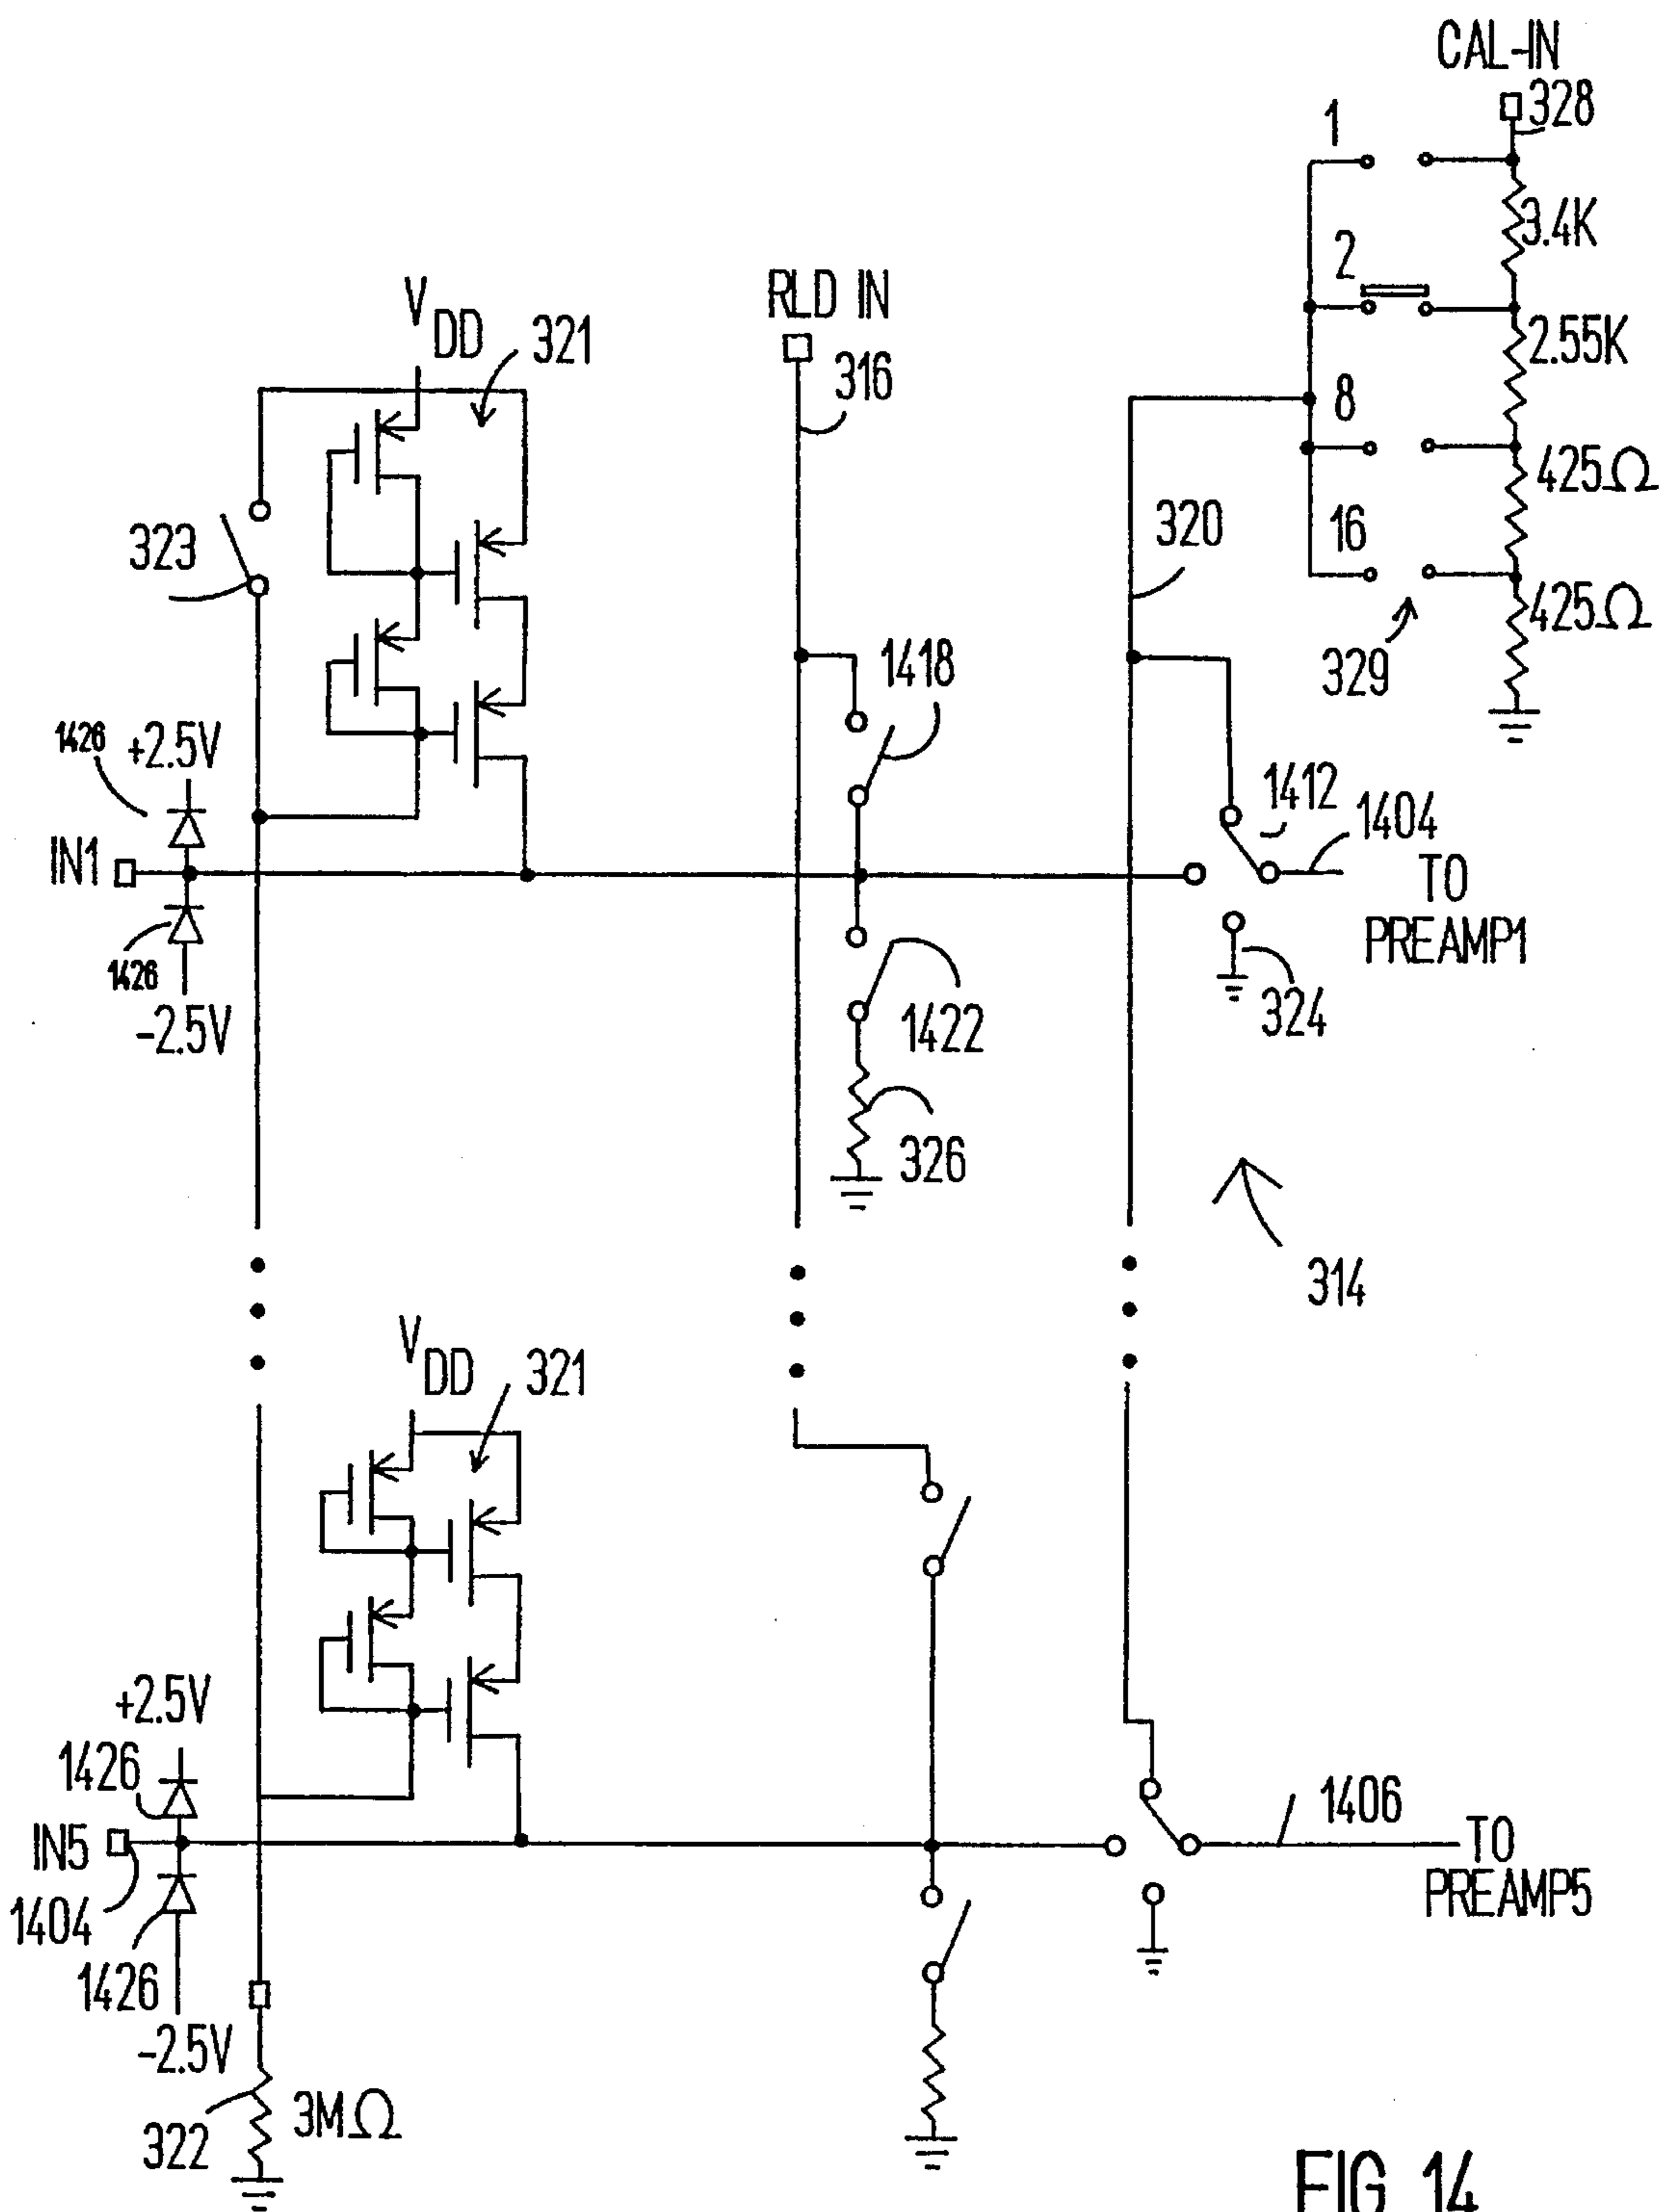 CAL-IN
328
1
3.4K
2
2.55K
8
425Ω
16
425Ω
329
320
V
DD
321
RLD IN
316
323
1418
1426
+2.5V
IN1
1426
-2.5V
1412
1404
TO
PREAMP1
324
1422
326
314
V
DD
321
+2.5V
1426
IN5
1404
1426
-2.5V
322
3MΩ
1406
TO
PREAMP5
FIG 14